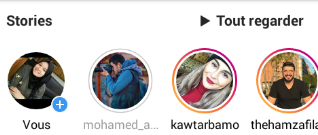 Stories
▶ Tout regarder
Vous
mohamed_a...
kawtarbamo
thehamzafila